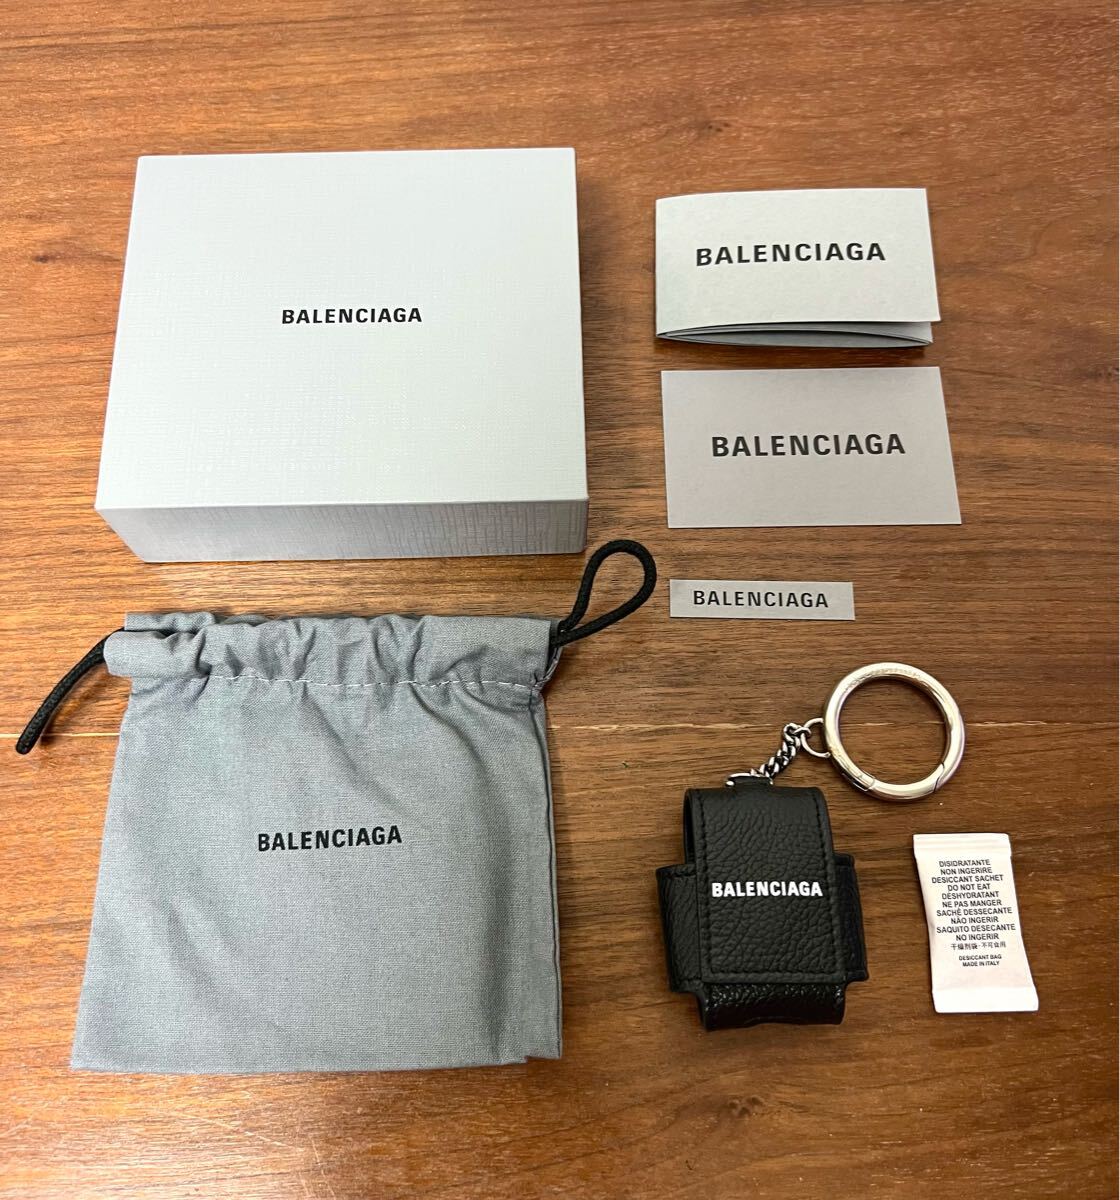 BALENCIAGA
BALENCIAGA
BALENCIAGA
BALENCIAGA
BALENCIAGA
BALENCIAGA
DISIDRATANTE
NON INGERIRE
DESICCANT SACHET
DO NOT EAT
DÉSHYDRATANT
NE PAS MANGER
SACHÊ DESSECANTE
NÃO INGERIR
SAQUITO DESECANTE
NO INGERIR
干燥剂袋·不可食用
DESICCANT BAG
MADE IN ITALY